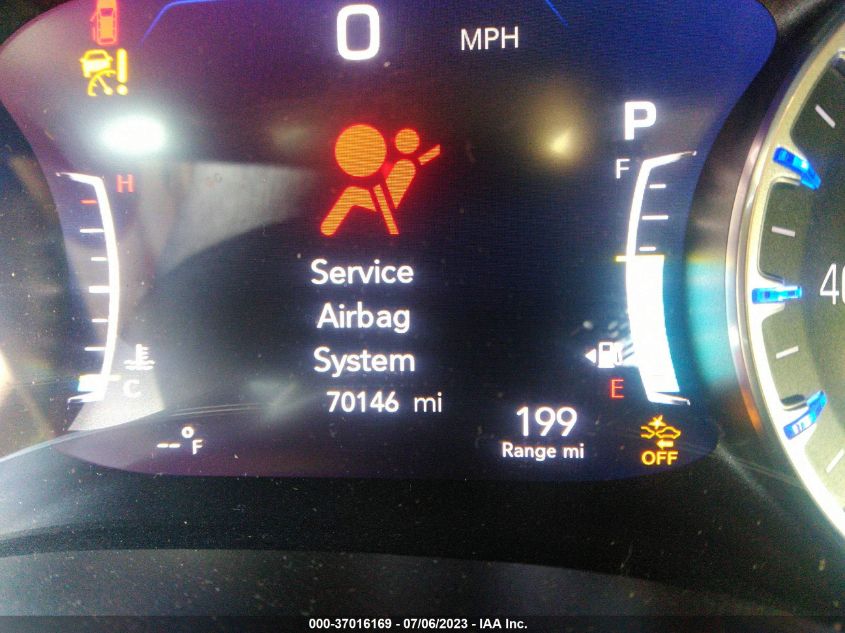 0 MPH
P
H
F
Service
Airbag
System
C
E
70146 mi
--°F
199
Range mi
OFF
000-37016169 - 07/06/2023 - IAA Inc.